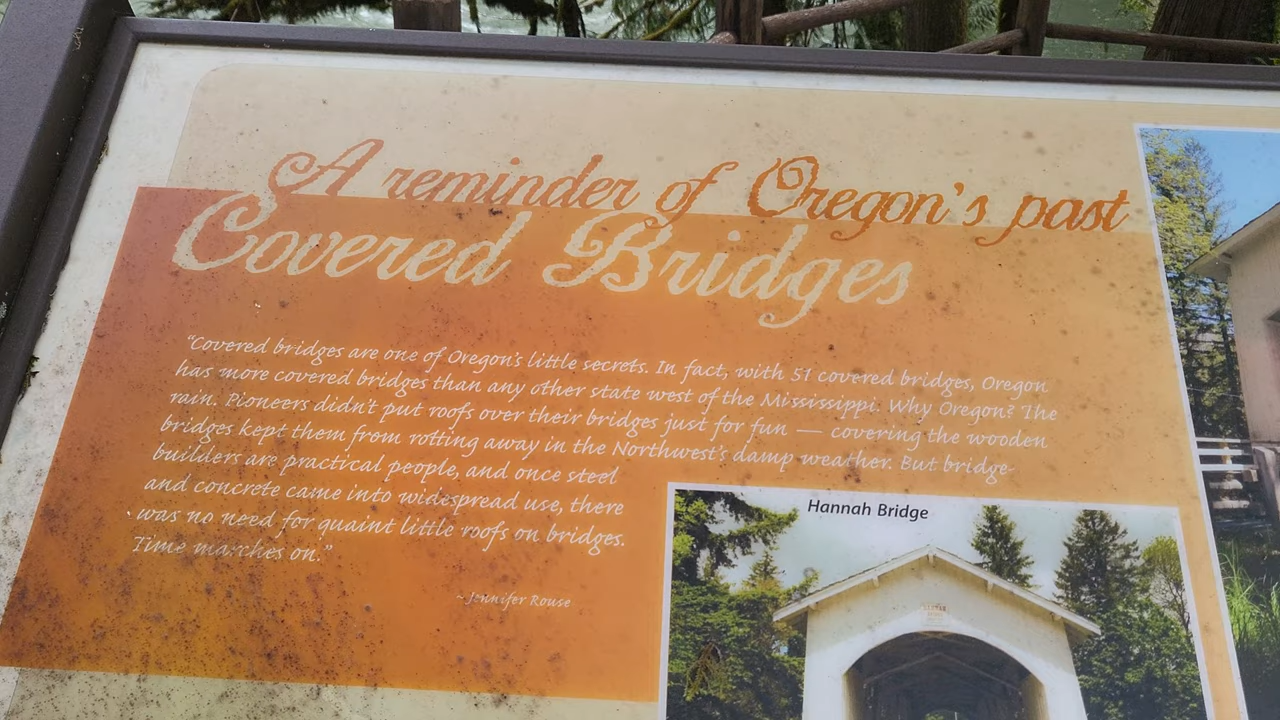 A reminder of Oregon's past
Covered Bridges
“Covered bridges are one of Oregon's little secrets. In fact, with 51 covered bridges, Oregon
has more covered bridges than any other state west of the Mississippi. Why Oregon? The
rain. Pioneers didn't put roofs over their bridges just for fun — covering the wooden
bridges kept them from rotting away in the Northwest's damp weather. But bridge-
builders are practical people, and once steel
and concrete came into widespread use, there
was no need for quaint little roofs on bridges.
Time marches on.”
~ Jennifer Rouse
Hannah Bridge